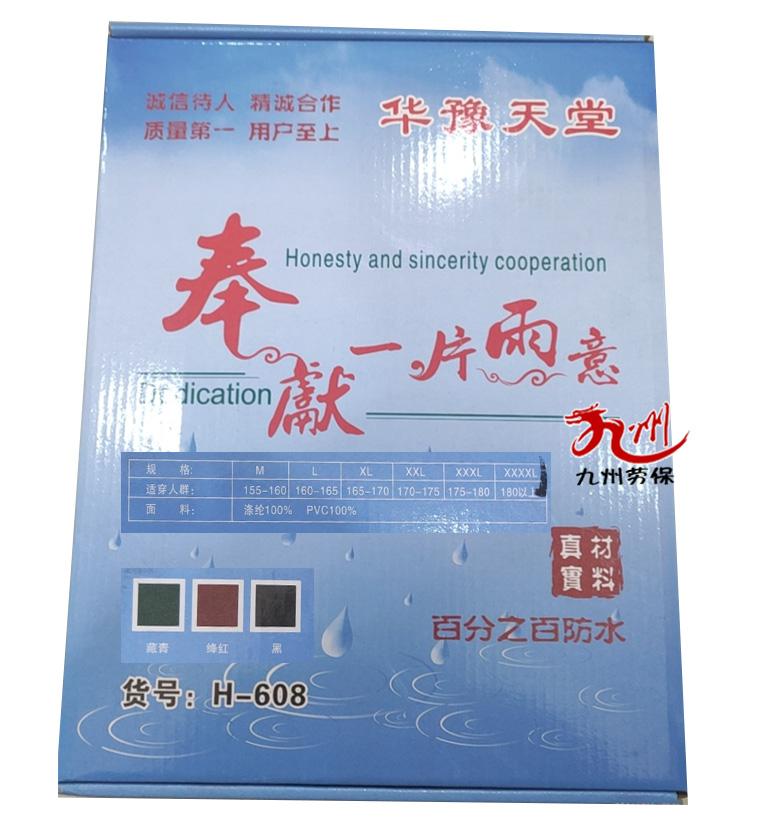 诚信待人 精诚合作
质量第一 用户至上
华豫天堂
奉献一片雨意
Honesty and sincerity cooperation
Dedication
九州
九州劳保
规 格: M L XL XXL XXXL XXXXL
适穿人群: 155-160 160-165 165-170 170-175 175-180 180以上
面 料: 涤纶100% PVC100%
真材
實料
百分之百防水
藏青 绛红 黑
货号：H-608